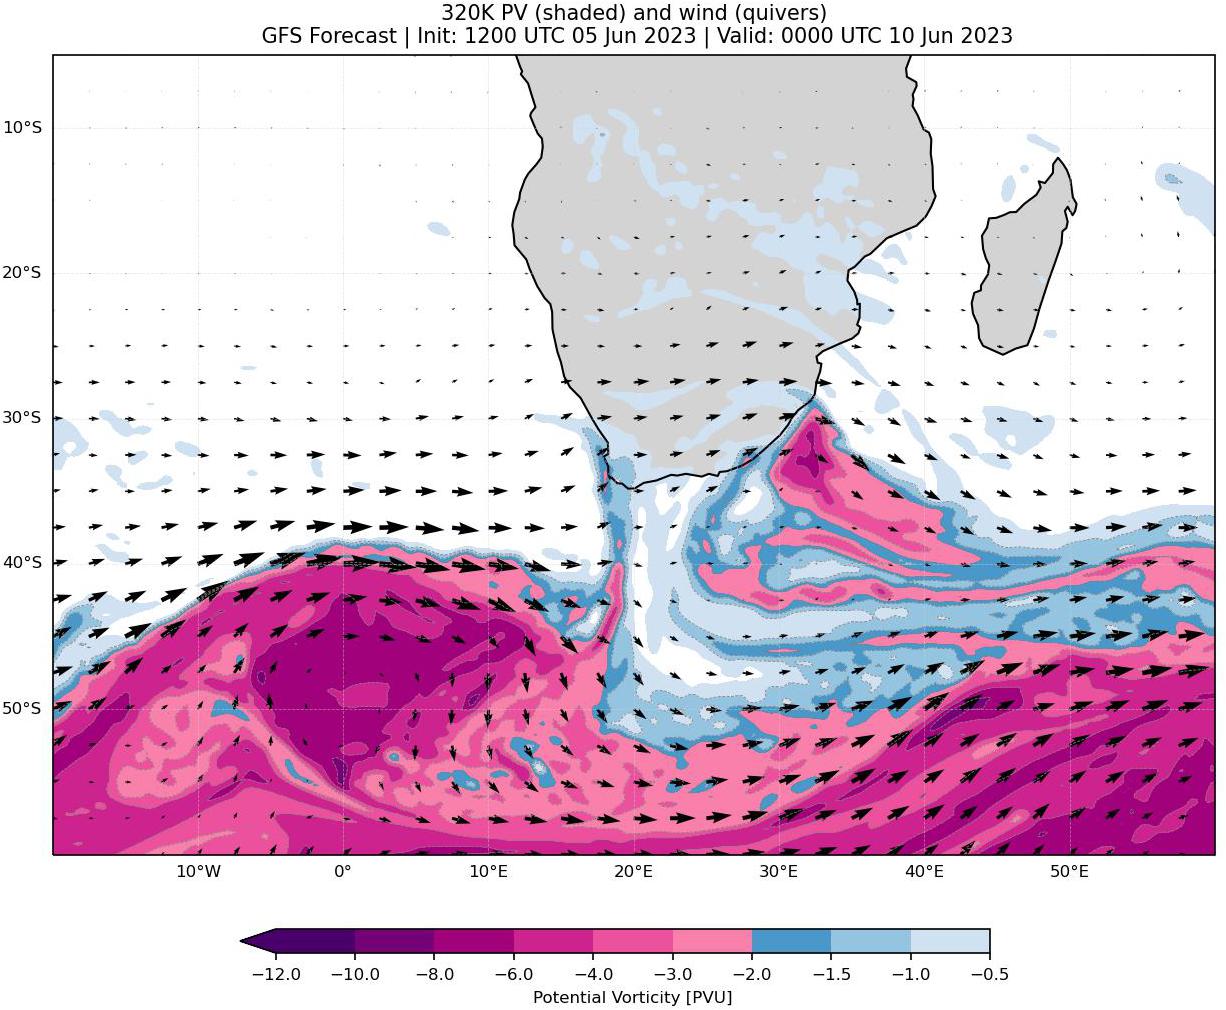 320K PV (shaded) and wind (quivers)
GFS Forecast | Init: 1200 UTC 05 Jun 2023 | Valid: 0000 UTC 10 Jun 2023
10°S
20°S
30°S
40°S
50°S
10°W 0° 10°E 20°E 30°E 40°E 50°E
−12.0 −10.0 −8.0 −6.0 −4.0 −3.0 −2.0 −1.5 −1.0 −0.5
Potential Vorticity [PVU]